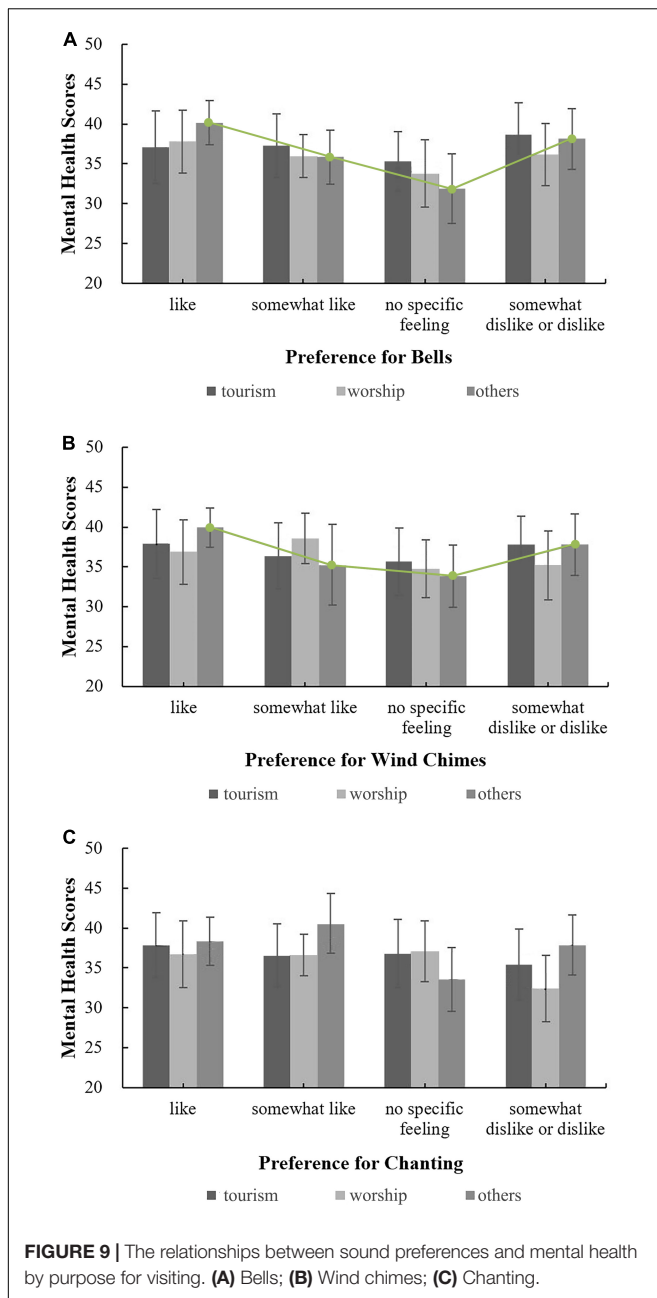 A
50
45
40
35
30
25
20
Mental Health Scores
like
somewhat like
no specific
feeling
somewhat
dislike or dislike
Preference for Bells
tourism
worship
others
B
50
45
40
35
30
25
20
Mental Health Scores
like
somewhat like
no specific
feeling
somewhat
dislike or dislike
Preference for Wind Chimes
tourism
worship
others
C
50
45
40
35
30
25
20
Mental Health Scores
like
somewhat like
no specific
feeling
somewhat
dislike or dislike
Preference for Chanting
tourism
worship
others
FIGURE 9 | The relationships between sound preferences and mental health
by purpose for visiting. (A) Bells; (B) Wind chimes; (C) Chanting.